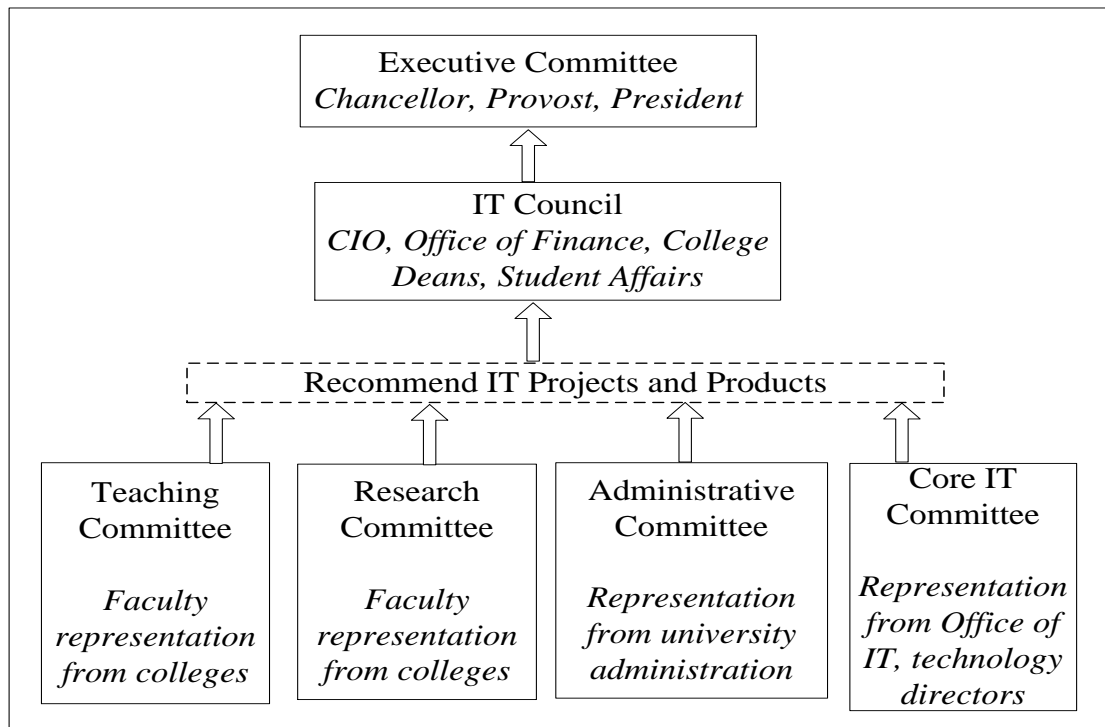 Executive Committee
Chancellor, Provost, President
IT Council
CIO, Office of Finance, College
Deans, Student Affairs
Recommend IT Projects and Products
Teaching
Committee
Faculty
representation
from colleges
Research
Committee
Faculty
representation
from colleges
Administrative
Committee
Representation
from university
administration
Core IT
Committee
Representation
from Office of
IT, technology
directors